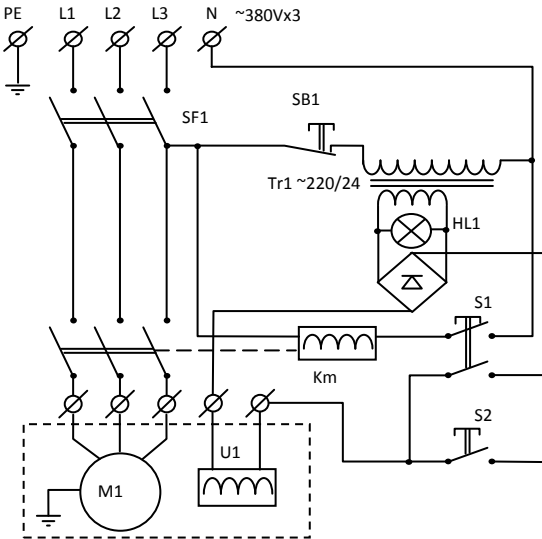 PE L1 L2 L3 N ~380Vx3
SF1
SB1
Tr1 ~220/24
HL1
S1
Km
S2
U1
M1